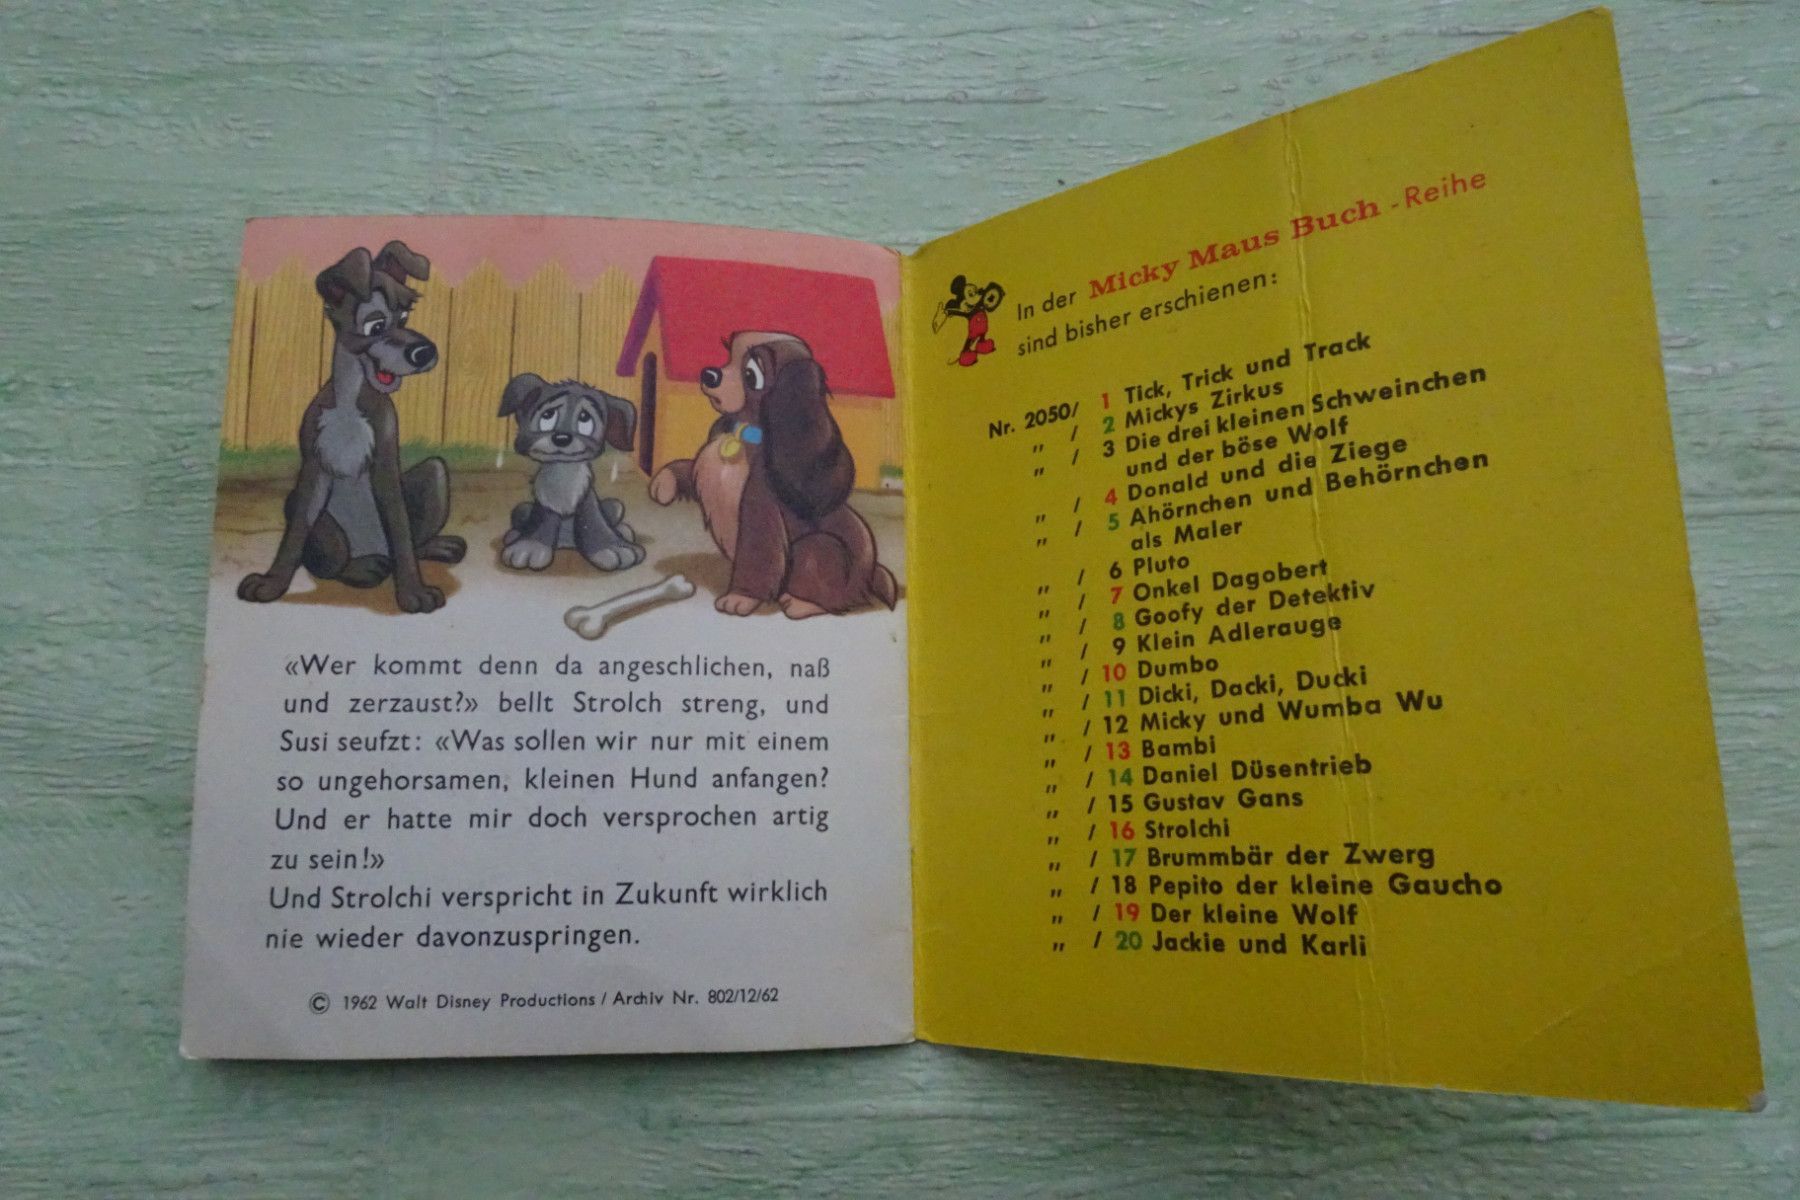 «Wer kommt denn da angeschlichen, naß
und zerzaust?» bellt Strolch streng, und
Susi seufzt: «Was sollen wir nur mit einem
so ungehorsamen, kleinen Hund anfangen?
Und er hatte mir doch versprochen artig
zu sein!»
Und Strolchi verspricht in Zukunft wirklich
nie wieder davonzuspringen.
© 1962 Walt Disney Productions / Archiv Nr. 802/12/62
In der Micky Maus Buch - Reihe
sind bisher erschienen:
Nr. 2050/ 1 Tick, Trick und Track
" / 2 Mickys Zirkus
" / 3 Die drei kleinen Schweinchen
und der böse Wolf
" / 4 Donald und die Ziege
" / 5 Ahörnchen und Behörnchen
als Maler
" / 6 Pluto
" / 7 Onkel Dagobert
" / 8 Goofy der Detektiv
" / 9 Klein Adlerauge
" / 10 Dumbo
" / 11 Dicki, Dacki, Ducki
" / 12 Micky und Wumba Wu
" / 13 Bambi
" / 14 Daniel Düsentrieb
" / 15 Gustav Gans
" / 16 Strolchi
" / 17 Brummbär der Zwerg
" / 18 Pepito der kleine Gaucho
" / 19 Der kleine Wolf
" / 20 Jackie und Karli